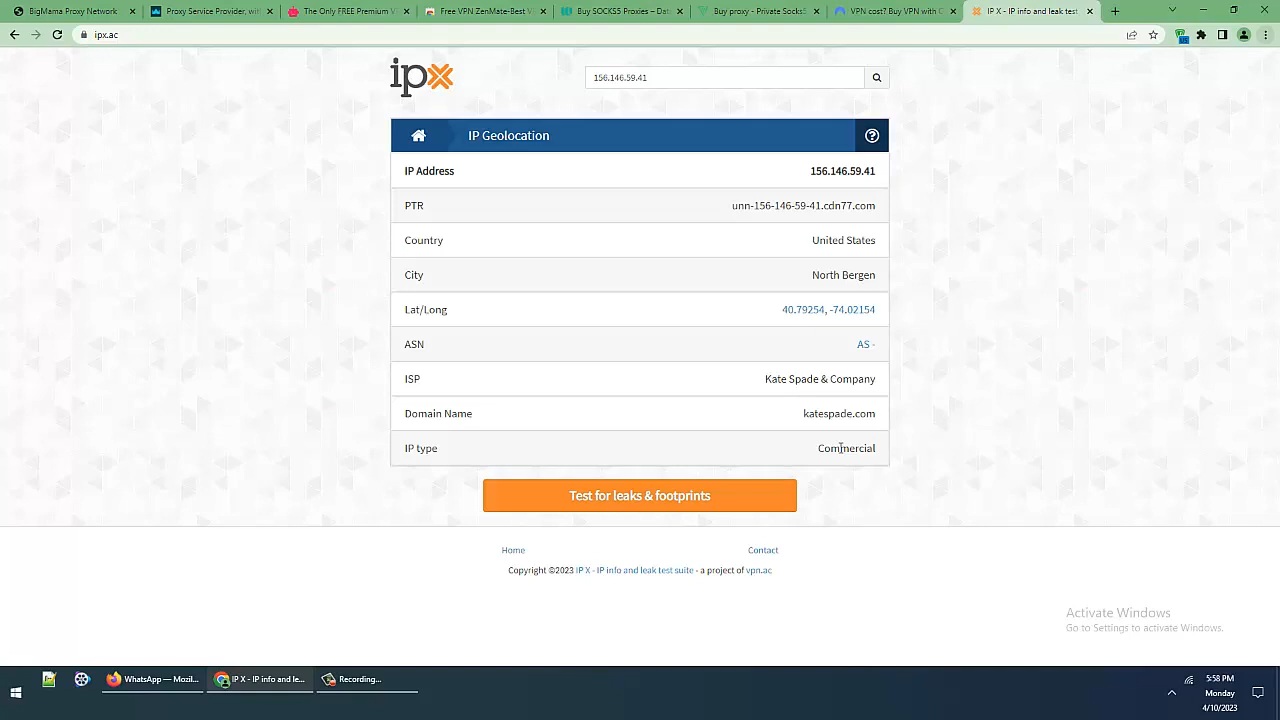 BigMama Proxy Network
Proxy Service Provider, with
The Only FREE Premium V
Free VPN ZenMate-Best V
Buy SOCKS5 Proxies – Data
Buy proxy - Private Socks5
VPN cost? Buy VPN with C
IP X - IP info and leak test
ipx.ac
US
ipx
156.146.59.41
IP Geolocation
IP Address 156.146.59.41
PTR unn-156-146-59-41.cdn77.com
Country United States
City North Bergen
Lat/Long 40.79254, -74.02154
ASN AS -
ISP Kate Spade & Company
Domain Name katespade.com
IP type Commercial
Test for leaks & footprints
Home Contact
Copyright ©2023 IP X - IP info and leak test suite - a project of vpn.ac
Activate Windows
Go to Settings to activate Windows.
WhatsApp — Mozil...
IP X - IP info and le...
Recording...
5:58 PM
Monday
4/10/2023